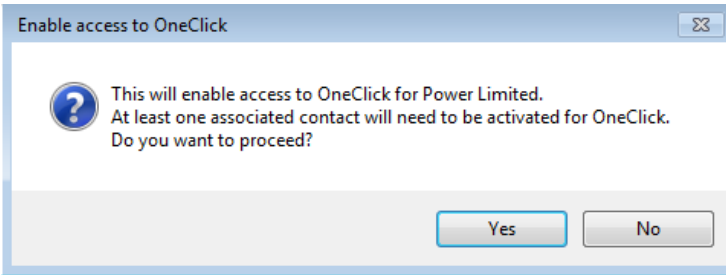 Enable access to OneClick
This will enable access to OneClick for Power Limited.
At least one associated contact will need to be activated for OneClick.
Do you want to proceed?
Yes No